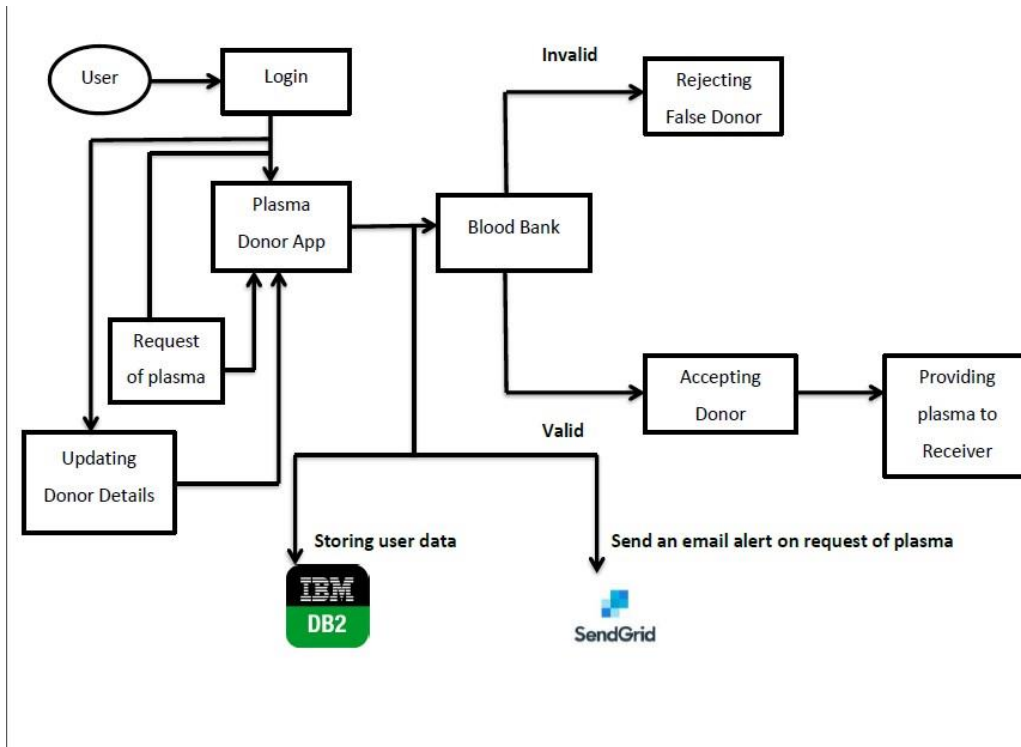 User
Login
Invalid
Rejecting
False Donor
Plasma
Donor App
Blood Bank
Request
of plasma
Accepting
Donor
Providing
plasma to
Receiver
Valid
Updating
Donor Details
Storing user data
Send an email alert on request of plasma
IBM
DB2
SendGrid